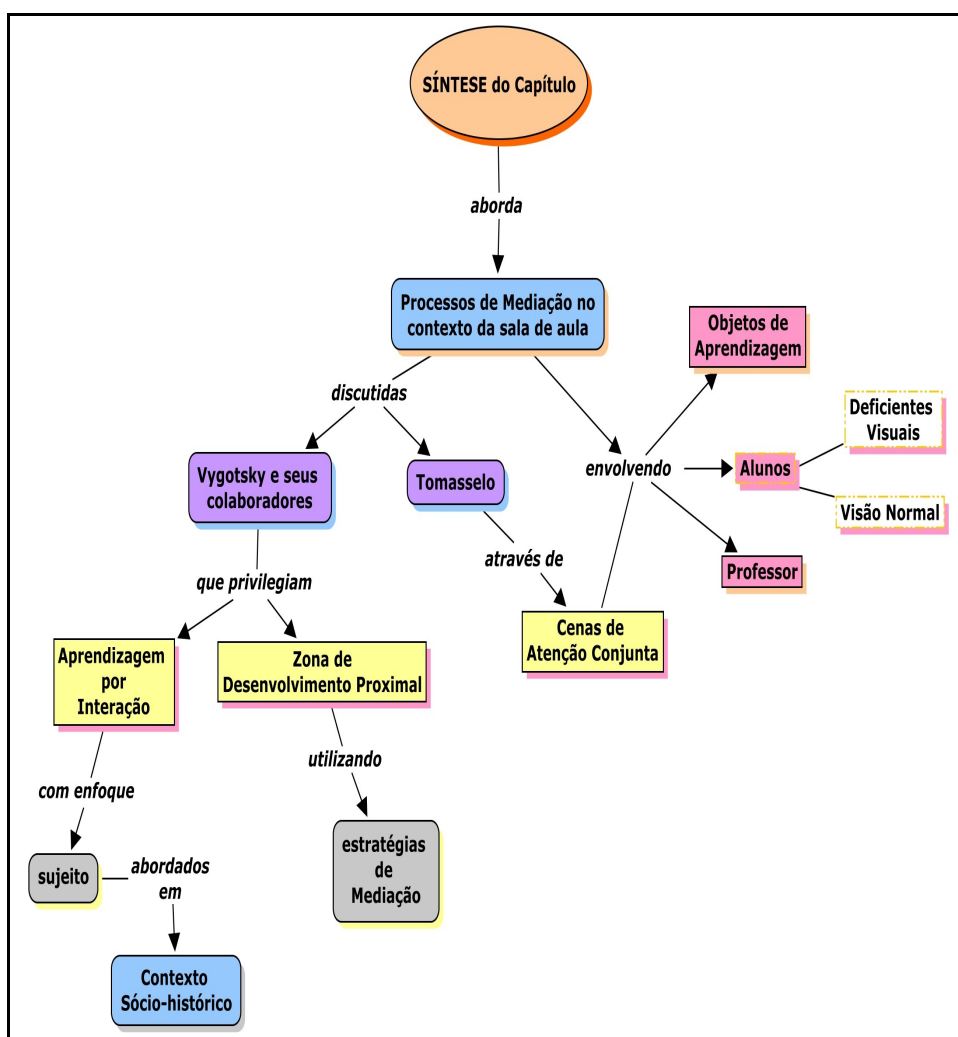 SÍNTESE do Capítulo
aborda
Processos de Mediação no
contexto da sala de aula
Objetos de
Aprendizagem
discutidas
Deficientes
Visuais
envolvendo
Alunos
Vygotsky e seus
colaboradores
Tomasselo
Visão Normal
através de
Professor
que privilegiam
Cenas de
Atenção Conjunta
Aprendizagem
por
Interação
Zona de
Desenvolvimento Proximal
com enfoque
utilizando
sujeito
abordados
em
estratégias
de
Mediação
Contexto
Sócio-histórico